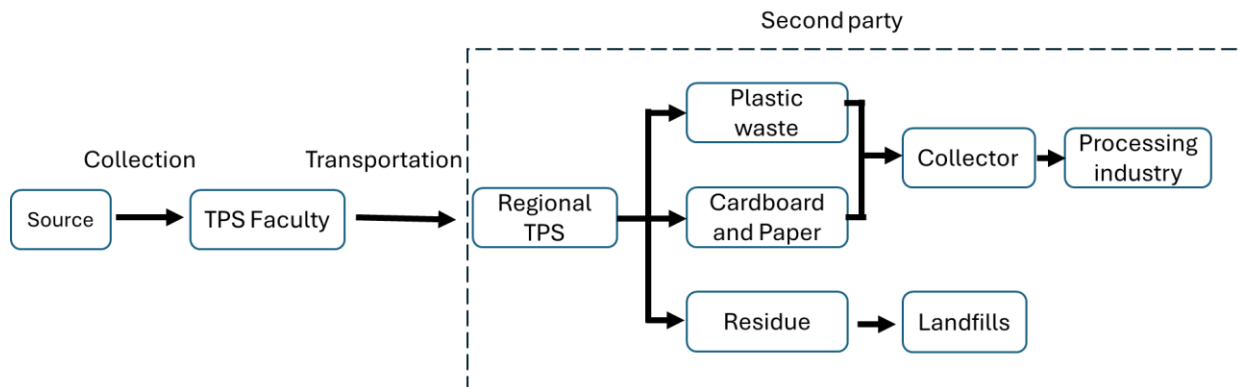 Second party
Plastic
waste
Collection
Transportation
Collector
Processing
industry
Source
TPS Faculty
Regional
TPS
Cardboard
and Paper
Residue
Landfills